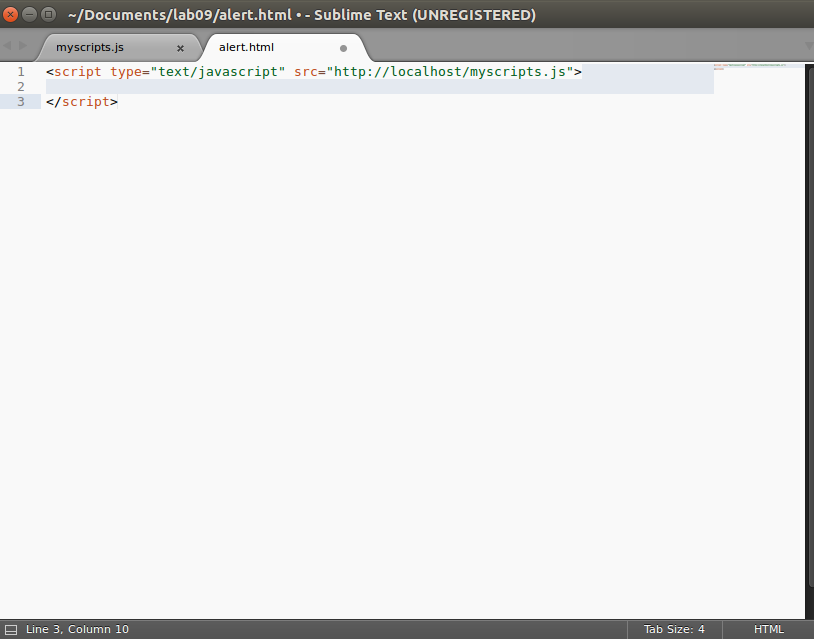 ~/Documents/lab09/alert.html • - Sublime Text (UNREGISTERED)
myscripts.js
alert.html
1 <script type="text/javascript" src="http://localhost/myscripts.js">
2
3 </script>
Line 3, Column 10
Tab Size: 4
HTML